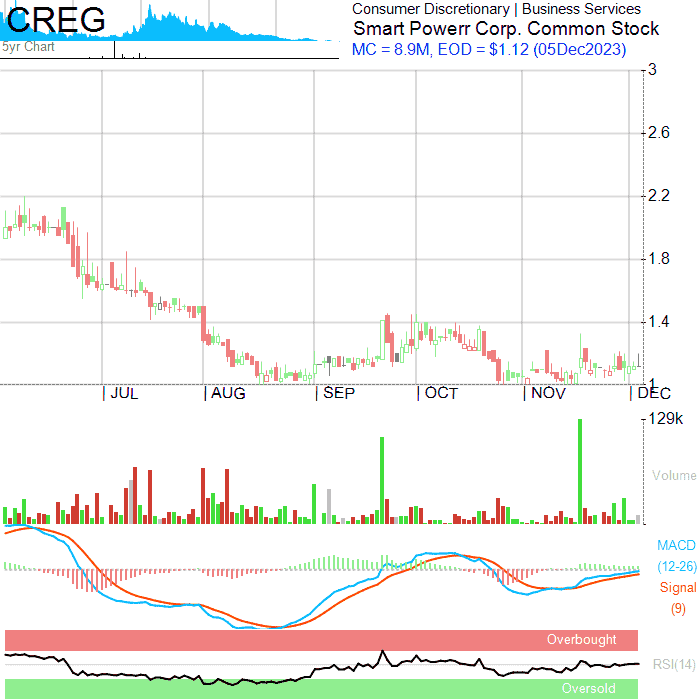 CREG
5yr Chart
Consumer Discretionary | Business Services
Smart Powerr Corp. Common Stock
MC = 8.9M, EOD = $1.12 (05Dec2023)
3
2.6
2.2
1.8
1.4
1
JUL AUG SEP OCT NOV DEC
129k
Volume
MACD
(12-26)
Signal
(9)
Overbought
RSI(14)
Oversold